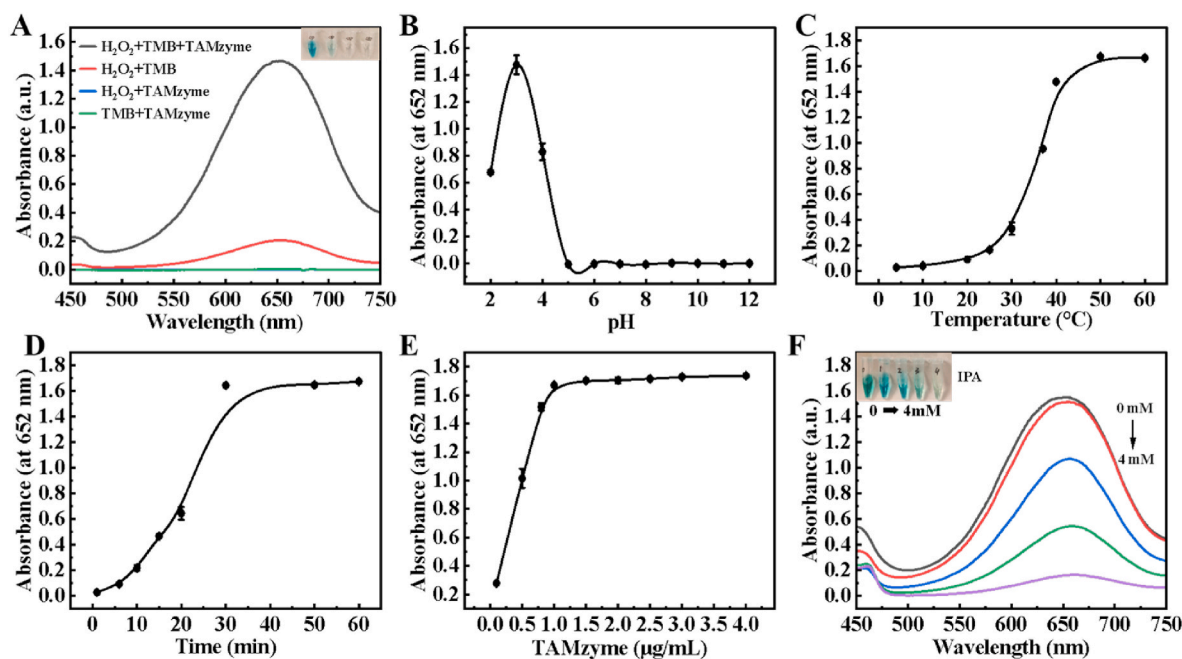 A
H₂O₂+TMB+TAMzyme
H₂O₂+TMB
H₂O₂+TAMzyme
TMB+TAMzyme
Absorbance (a.u.)
1.6
1.4
1.2
1.0
0.8
0.6
0.4
0.2
0.0
450 500 550 600 650 700 750
Wavelength (nm)
B
Absorbance (at 652 nm)
1.6
1.4
1.2
1.0
0.8
0.6
0.4
0.2
0.0
2 4 6 8 10 12
pH
C
Absorbance (at 652 nm)
1.8
1.6
1.4
1.2
1.0
0.8
0.6
0.4
0.2
0.0
0 10 20 30 40 50 60
Temperature (°C)
D
Absorbance (at 652 nm)
1.8
1.6
1.4
1.2
1.0
0.8
0.6
0.4
0.2
0.0
0 10 20 30 40 50 60
Time (min)
E
Absorbance (at 652 nm)
1.8
1.6
1.4
1.2
1.0
0.8
0.6
0.4
0.2
0.0 0.5 1.0 1.5 2.0 2.5 3.0 3.5 4.0
TAMzyme (μg/mL)
F
IPA
0 ➡ 4mM
0 mM
4 mM
Absorbance (a.u.)
1.8
1.6
1.4
1.2
1.0
0.8
0.6
0.4
0.2
0.0
450 500 550 600 650 700 750
Wavelength (nm)